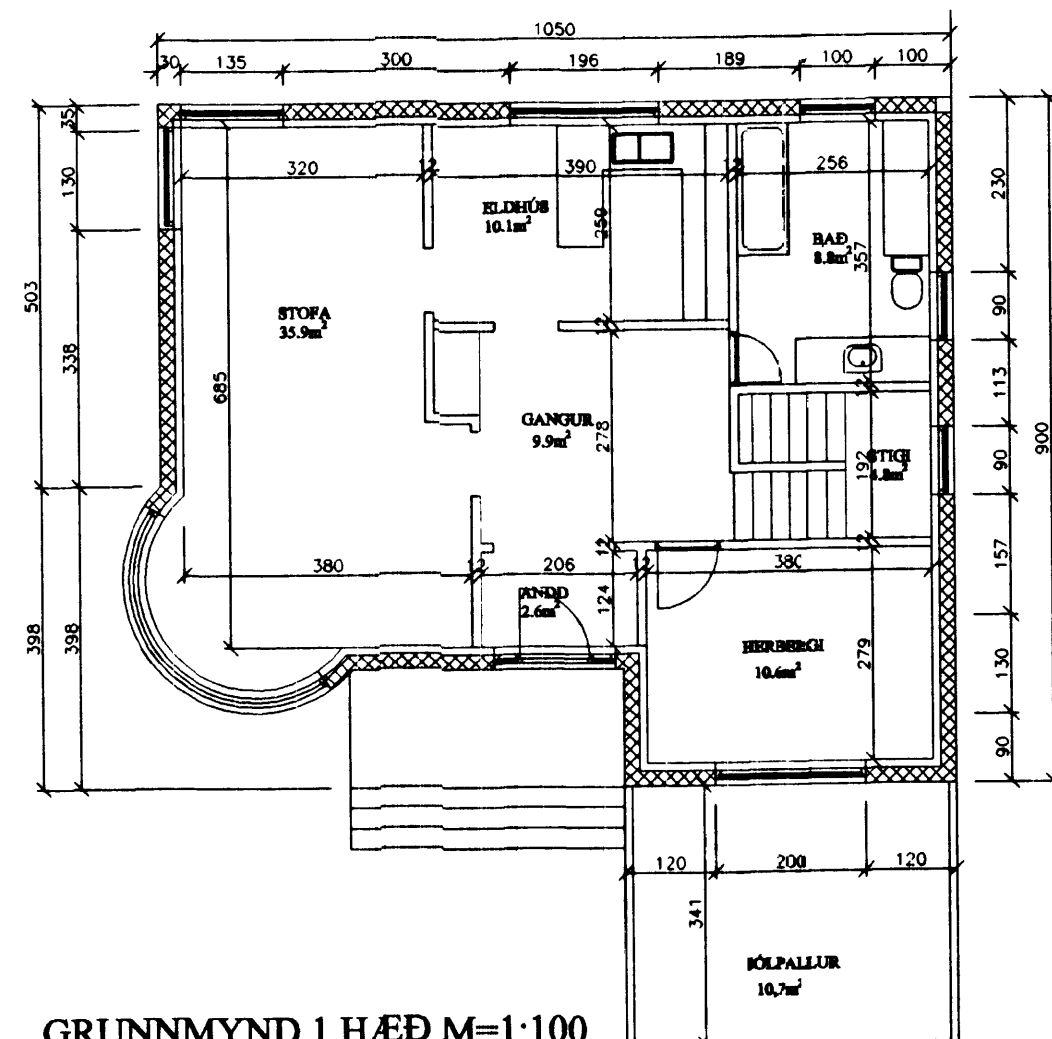 1050
30 135 300 196 189 100 100
35
130
503
338
398
398
320 12 390 12 256
ELDHÚS
10.1m²
259
BAÐ
8.8m²
357
STOFA
35.9m²
685
12
GANGUR
9.9m²
278
12
STIGI
4.8m²
192
12
12
380 12 206 12 380
ANDD
2.6m²
124
HERBERGI
10.6m²
279
230
90
113
90
157
130
90
900
120 200 120
341
SÓLPALLUR
10,7m²
GRUNNMYND 1.HÆÐ M=1:100